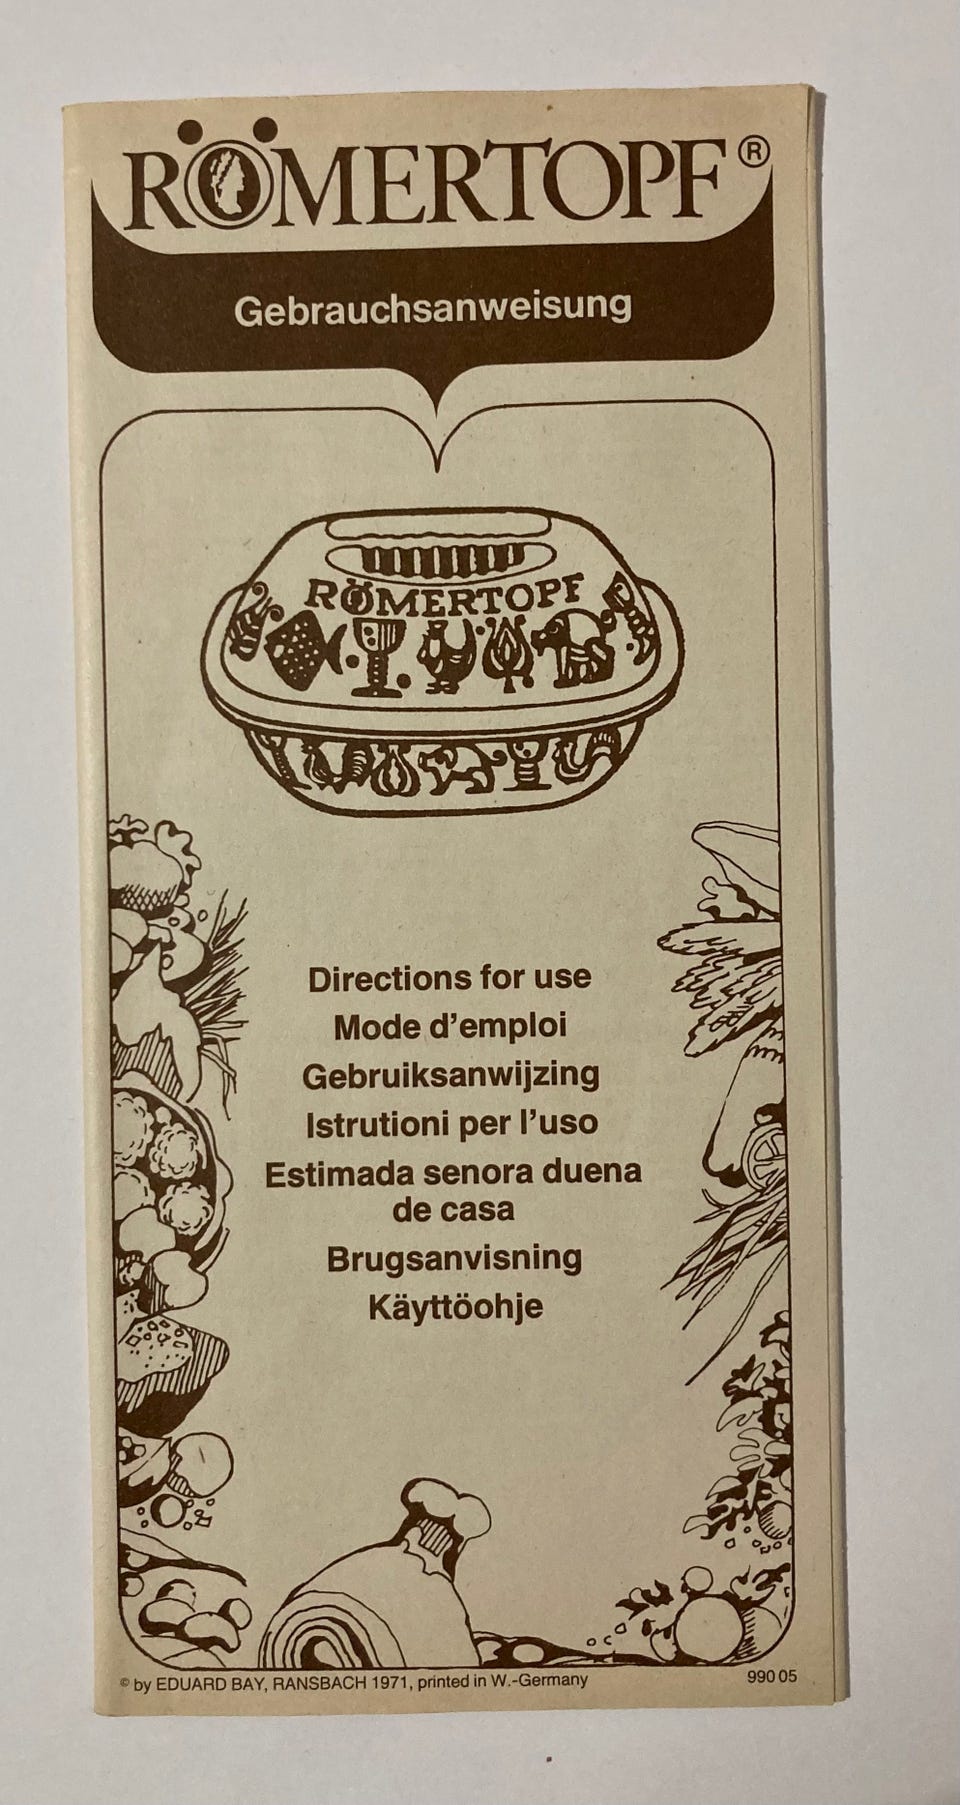 RÖMERTOPF®
Gebrauchsanweisung
RÖMERTOPF
Directions for use
Mode d’emploi
Gebruiksanwijzing
Istrutioni per l’uso
Estimada senora duena
de casa
Brugsanvisning
Käyttöohje
© by EDUARD BAY, RANSBACH 1971, printed in W.-Germany
990 05